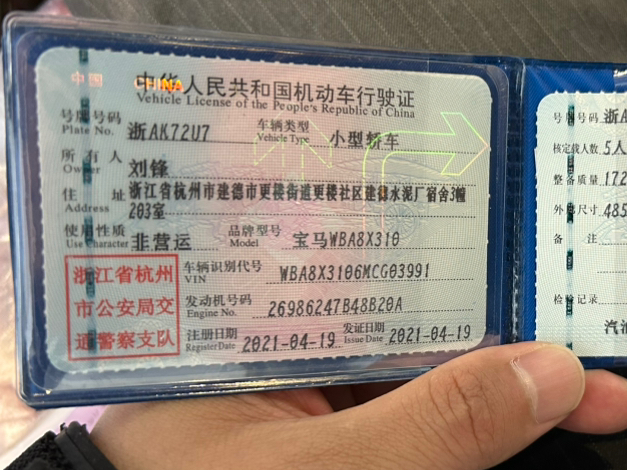 中国 CHINA
中华人民共和国机动车行驶证
Vehicle License of the People's Republic of China
号牌号码 浙AK72U7 车辆类型 小型轿车
Plate No. Vehicle Type
所有人 刘锋
Owner
住址 浙江省杭州市建德市更楼街道更楼社区建德水泥厂宿舍3幢
Address 203室
使用性质 非营运 品牌型号 宝马WBA8X310
Use Character Model
浙江省杭州
市公安局交
通警察支队
车辆识别代号 WBA8X3106MCG03991
VIN
发动机号码 26986247B48B20A
Engine No.
注册日期 2021-04-19 发证日期 2021-04-19
Register Date Issue Date
号牌号码 浙A
核定载人数 5人
整备质量 172
外廓尺寸 485
备注
检验记录